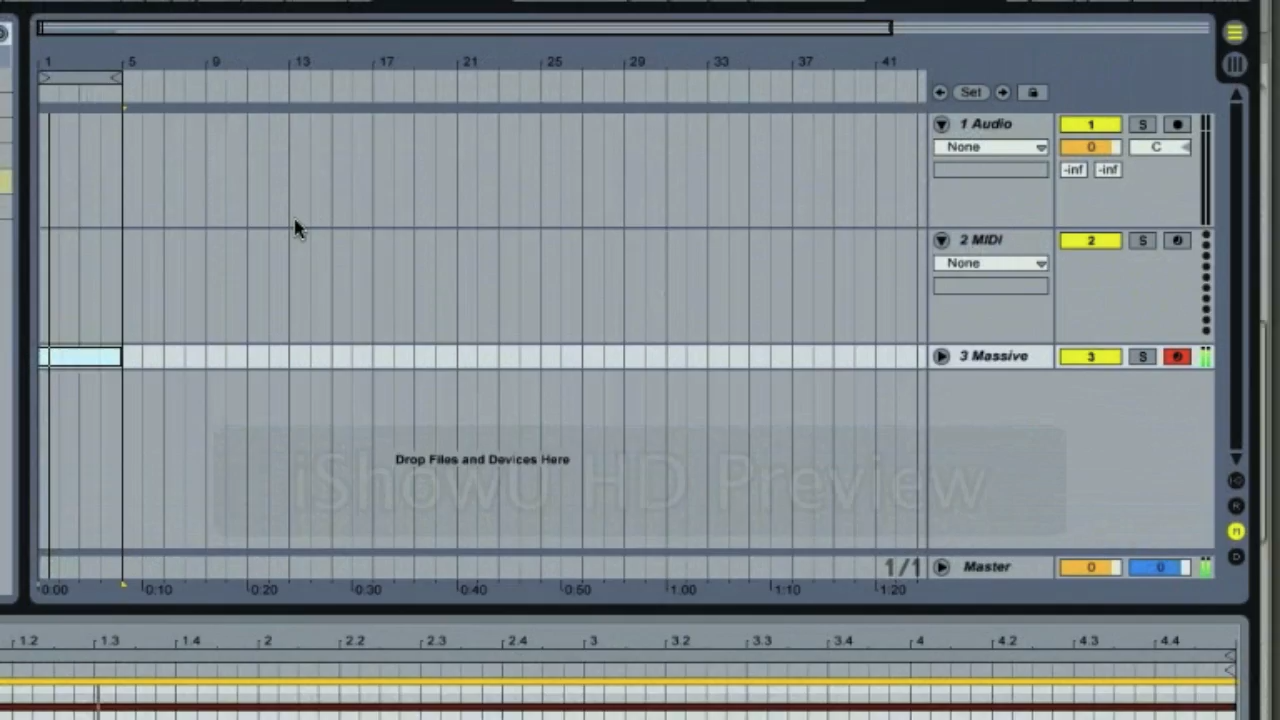 1 5 9 13 17 21 25 29 33 37 41
Set
1 Audio 1 S
None 0 C
-inf -inf
2 MIDI 2 S
None
3 Massive 3 S
Drop Files and Devices Here
iShowU HD Preview
1/1 Master 0 0
0:00 0:10 0:20 0:30 0:40 0:50 1:00 1:10 1:20
1.2 1.3 1.4 2 2.2 2.3 2.4 3 3.2 3.3 3.4 4 4.2 4.3 4.4